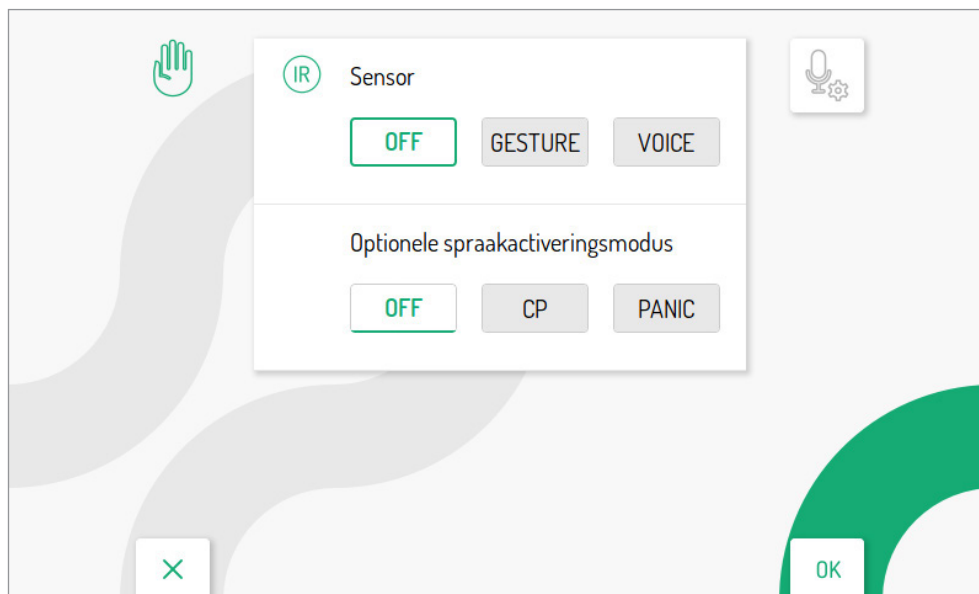 IR Sensor
OFF GESTURE VOICE
Optionele spraakactiveringsmodus
OFF CP PANIC
OK